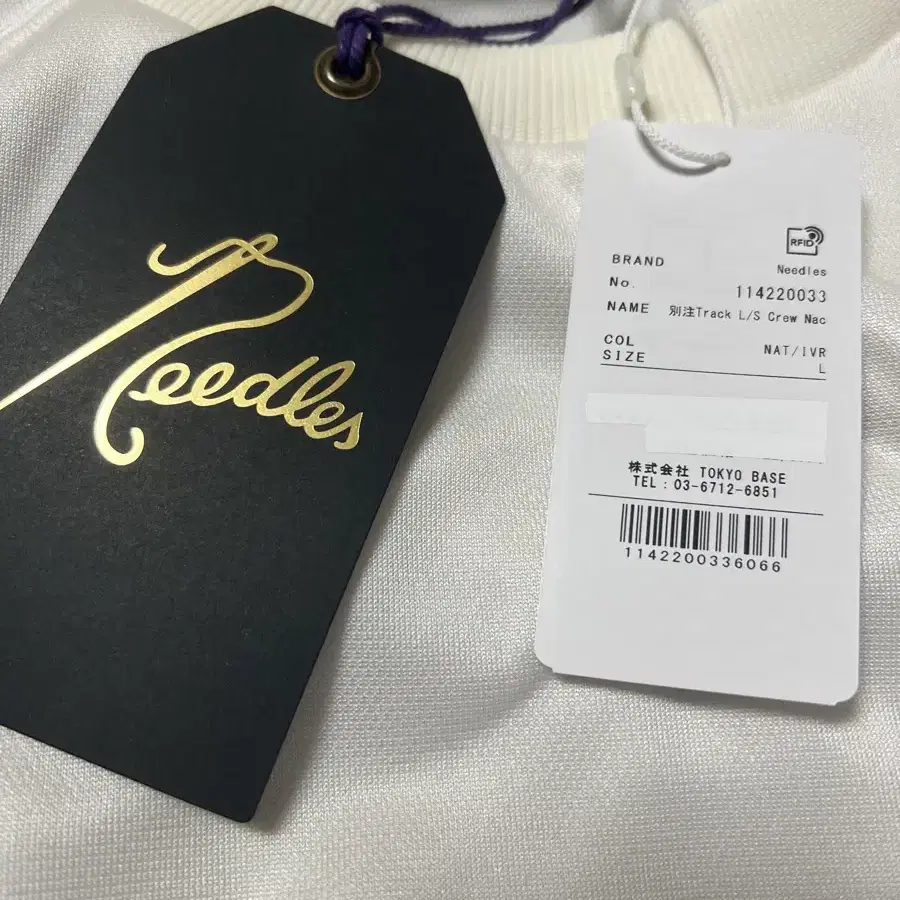 Needles
RFID
BRAND Needles
No. 114220033
NAME 別注Track L/S Crew Nac
COL NAT/IVR
SIZE L
株式会社 TOKYO BASE
TEL:03-6712-6851
1142200336066